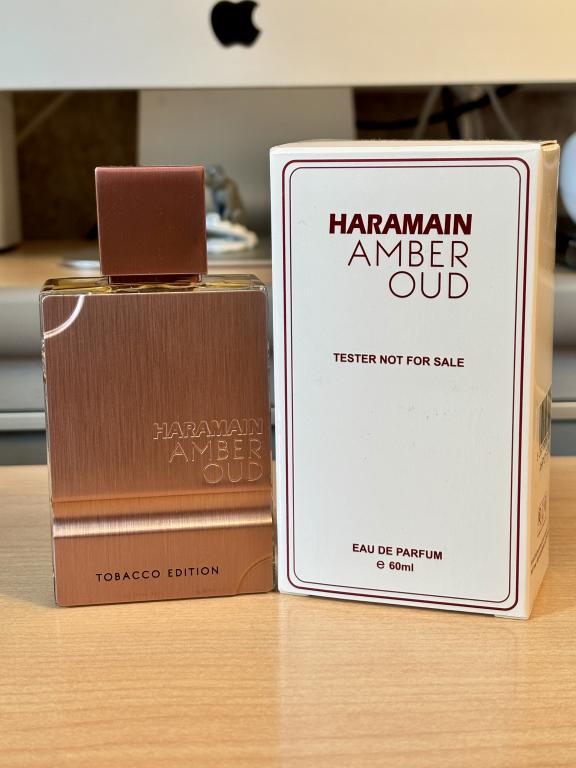 HARAMAIN
AMBER
OUD
TOBACCO EDITION
HARAMAIN
AMBER
OUD
TESTER NOT FOR SALE
EAU DE PARFUM
℮ 60ml